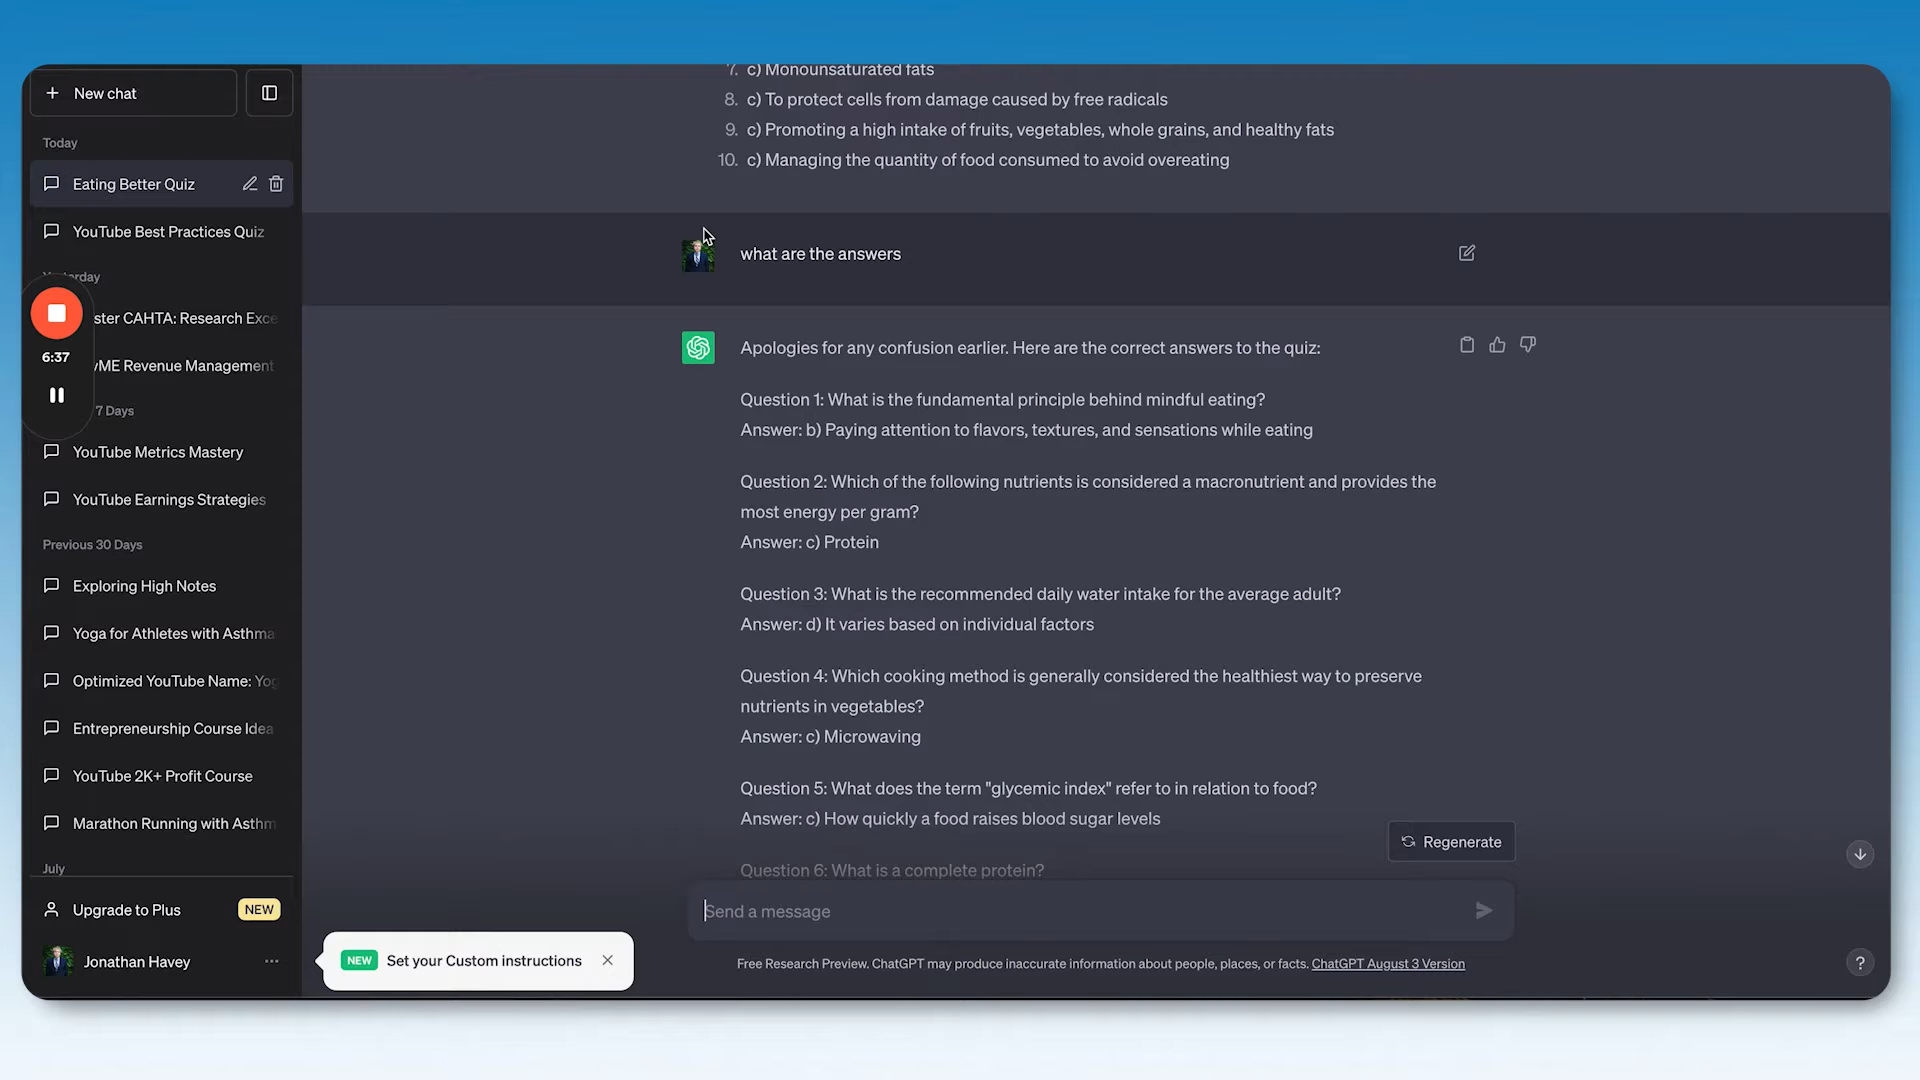 New chat
Today
Eating Better Quiz
YouTube Best Practices Quiz
ster CAHTA: Research Exce
ME Revenue Management
7 Days
YouTube Metrics Mastery
YouTube Earnings Strategies
Previous 30 Days
Exploring High Notes
Yoga for Athletes with Asthma
Optimized YouTube Name: Yog
Entrepreneurship Course Idea
YouTube 2K+ Profit Course
Marathon Running with Asthm
July
Upgrade to Plus NEW
Jonathan Havey
6:37
7. c) Monounsaturated fats
8. c) To protect cells from damage caused by free radicals
9. c) Promoting a high intake of fruits, vegetables, whole grains, and healthy fats
10. c) Managing the quantity of food consumed to avoid overeating
what are the answers
Apologies for any confusion earlier. Here are the correct answers to the quiz:
Question 1: What is the fundamental principle behind mindful eating?
Answer: b) Paying attention to flavors, textures, and sensations while eating
Question 2: Which of the following nutrients is considered a macronutrient and provides the
most energy per gram?
Answer: c) Protein
Question 3: What is the recommended daily water intake for the average adult?
Answer: d) It varies based on individual factors
Question 4: Which cooking method is generally considered the healthiest way to preserve
nutrients in vegetables?
Answer: c) Microwaving
Question 5: What does the term "glycemic index" refer to in relation to food?
Answer: c) How quickly a food raises blood sugar levels
Regenerate
Question 6: What is a complete protein?
Send a message
NEW Set your Custom instructions
Free Research Preview. ChatGPT may produce inaccurate information about people, places, or facts. ChatGPT August 3 Version
?